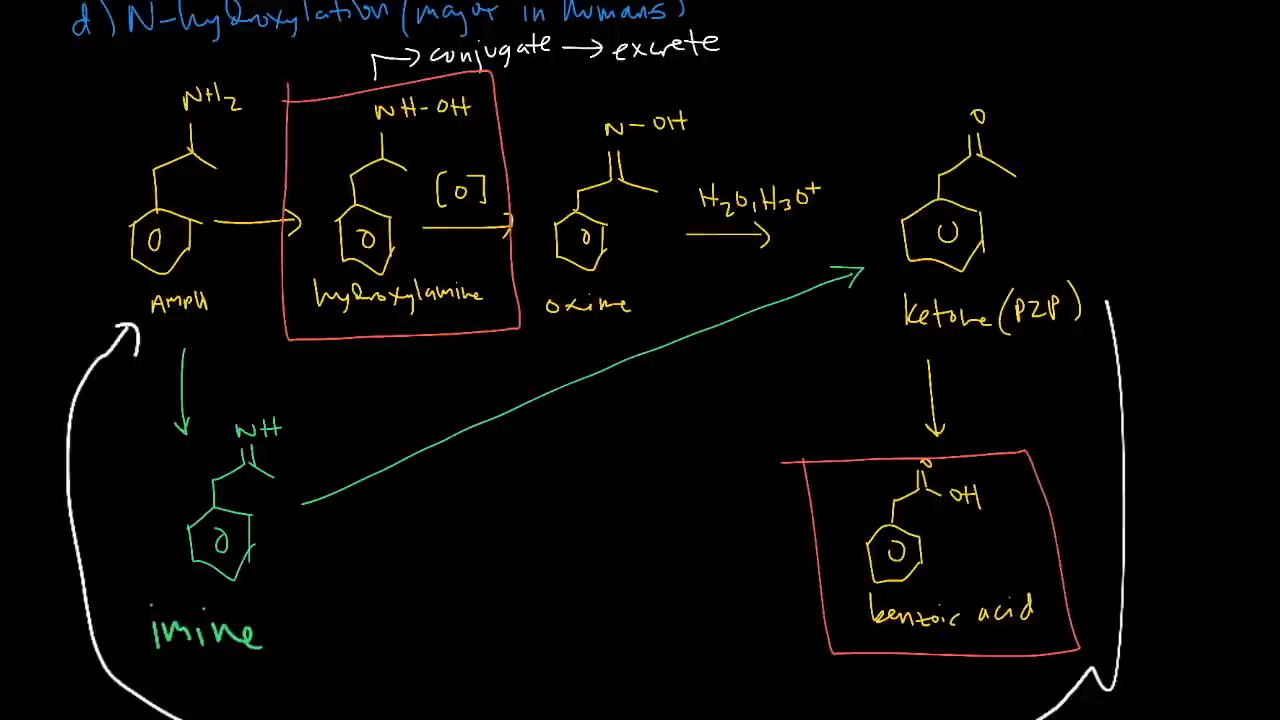 d) N-hydroxylation (major in humans)
→ conjugate → excrete
NH2
NH-OH
N-OH
O
[O]
H2O, H3O+
AMPH
hydroxylamine
oxime
ketone (P2P)
NH
O
OH
imine
benzoic acid